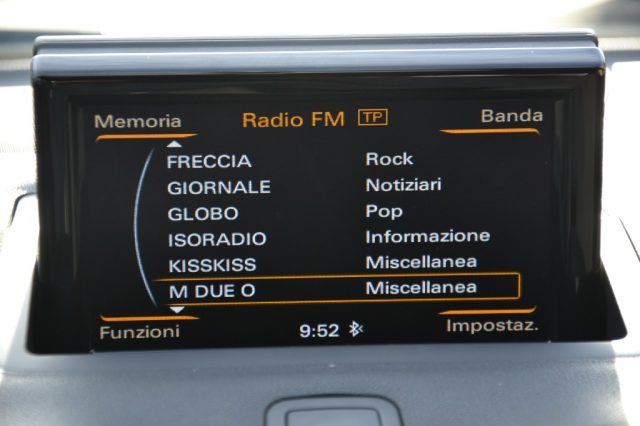 Memoria Radio FM TP Banda
FRECCIA Rock
GIORNALE Notiziari
GLOBO Pop
ISORADIO Informazione
KISSKISS Miscellanea
M DUE O Miscellanea
Funzioni 9:52 Impostaz.